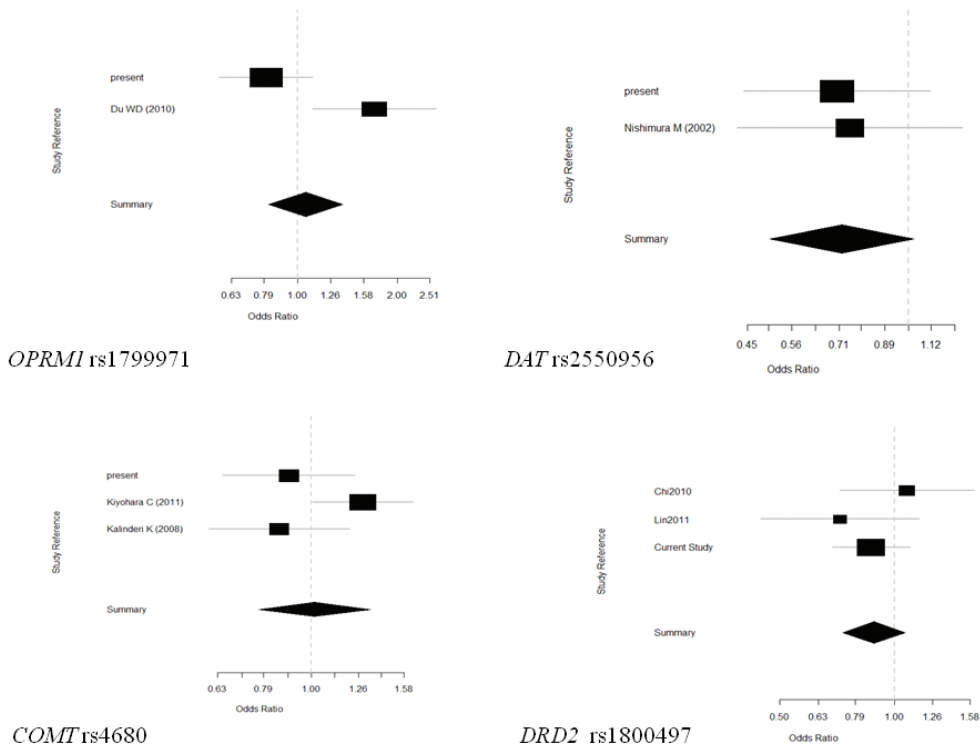 Study Reference
present
Du WD (2010)
Summary
0.63 0.79 1.00 1.26 1.58 2.00 2.51
Odds Ratio
OPRM1 rs1799971
Study Reference
present
Nishimura M (2002)
Summary
0.45 0.56 0.71 0.89 1.12
Odds Ratio
DAT rs2550956
Study Reference
present
Kiyohara C (2011)
Kalinderi K (2008)
Summary
0.63 0.79 1.00 1.26 1.58
Odds Ratio
COMT rs4680
Study Reference
Chi2010
Lin2011
Current Study
Summary
0.50 0.63 0.79 1.00 1.26 1.58
Odds Ratio
DRD2 rs1800497